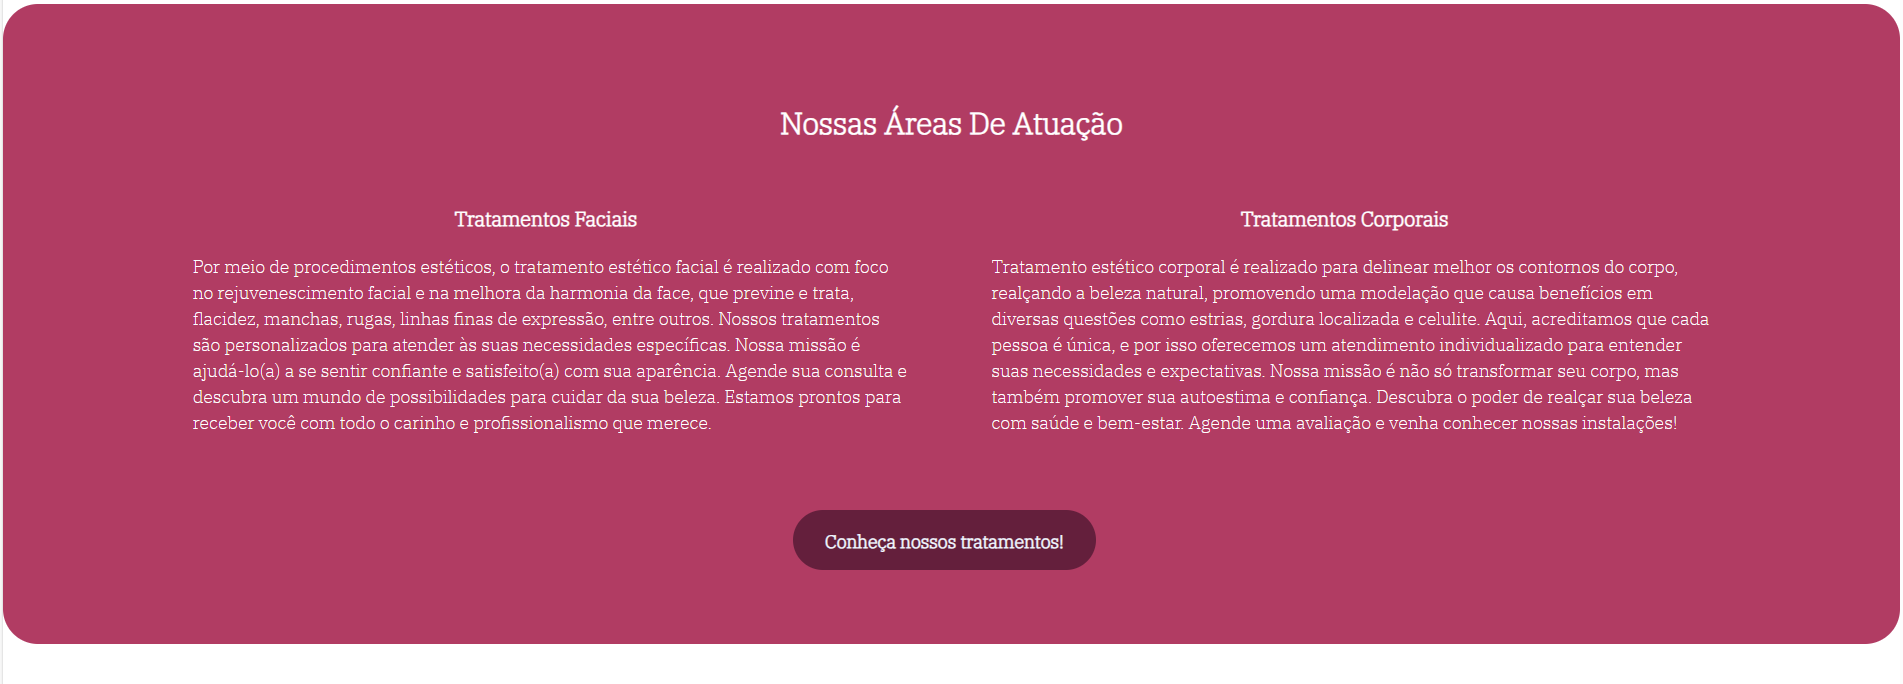 Nossas Áreas De Atuação
Tratamentos Faciais
Por meio de procedimentos estéticos, o tratamento estético facial é realizado com foco
no rejuvenescimento facial e na melhora da harmonia da face, que previne e trata,
flacidez, manchas, rugas, linhas finas de expressão, entre outros. Nossos tratamentos
são personalizados para atender às suas necessidades específicas. Nossa missão é
ajudá-lo(a) a se sentir confiante e satisfeito(a) com sua aparência. Agende sua consulta e
descubra um mundo de possibilidades para cuidar da sua beleza. Estamos prontos para
receber você com todo o carinho e profissionalismo que merece.
Tratamentos Corporais
Tratamento estético corporal é realizado para delinear melhor os contornos do corpo,
realçando a beleza natural, promovendo uma modelação que causa benefícios em
diversas questões como estrias, gordura localizada e celulite. Aqui, acreditamos que cada
pessoa é única, e por isso oferecemos um atendimento individualizado para entender
suas necessidades e expectativas. Nossa missão é não só transformar seu corpo, mas
também promover sua autoestima e confiança. Descubra o poder de realçar sua beleza
com saúde e bem-estar. Agende uma avaliação e venha conhecer nossas instalações!
Conheça nossos tratamentos!